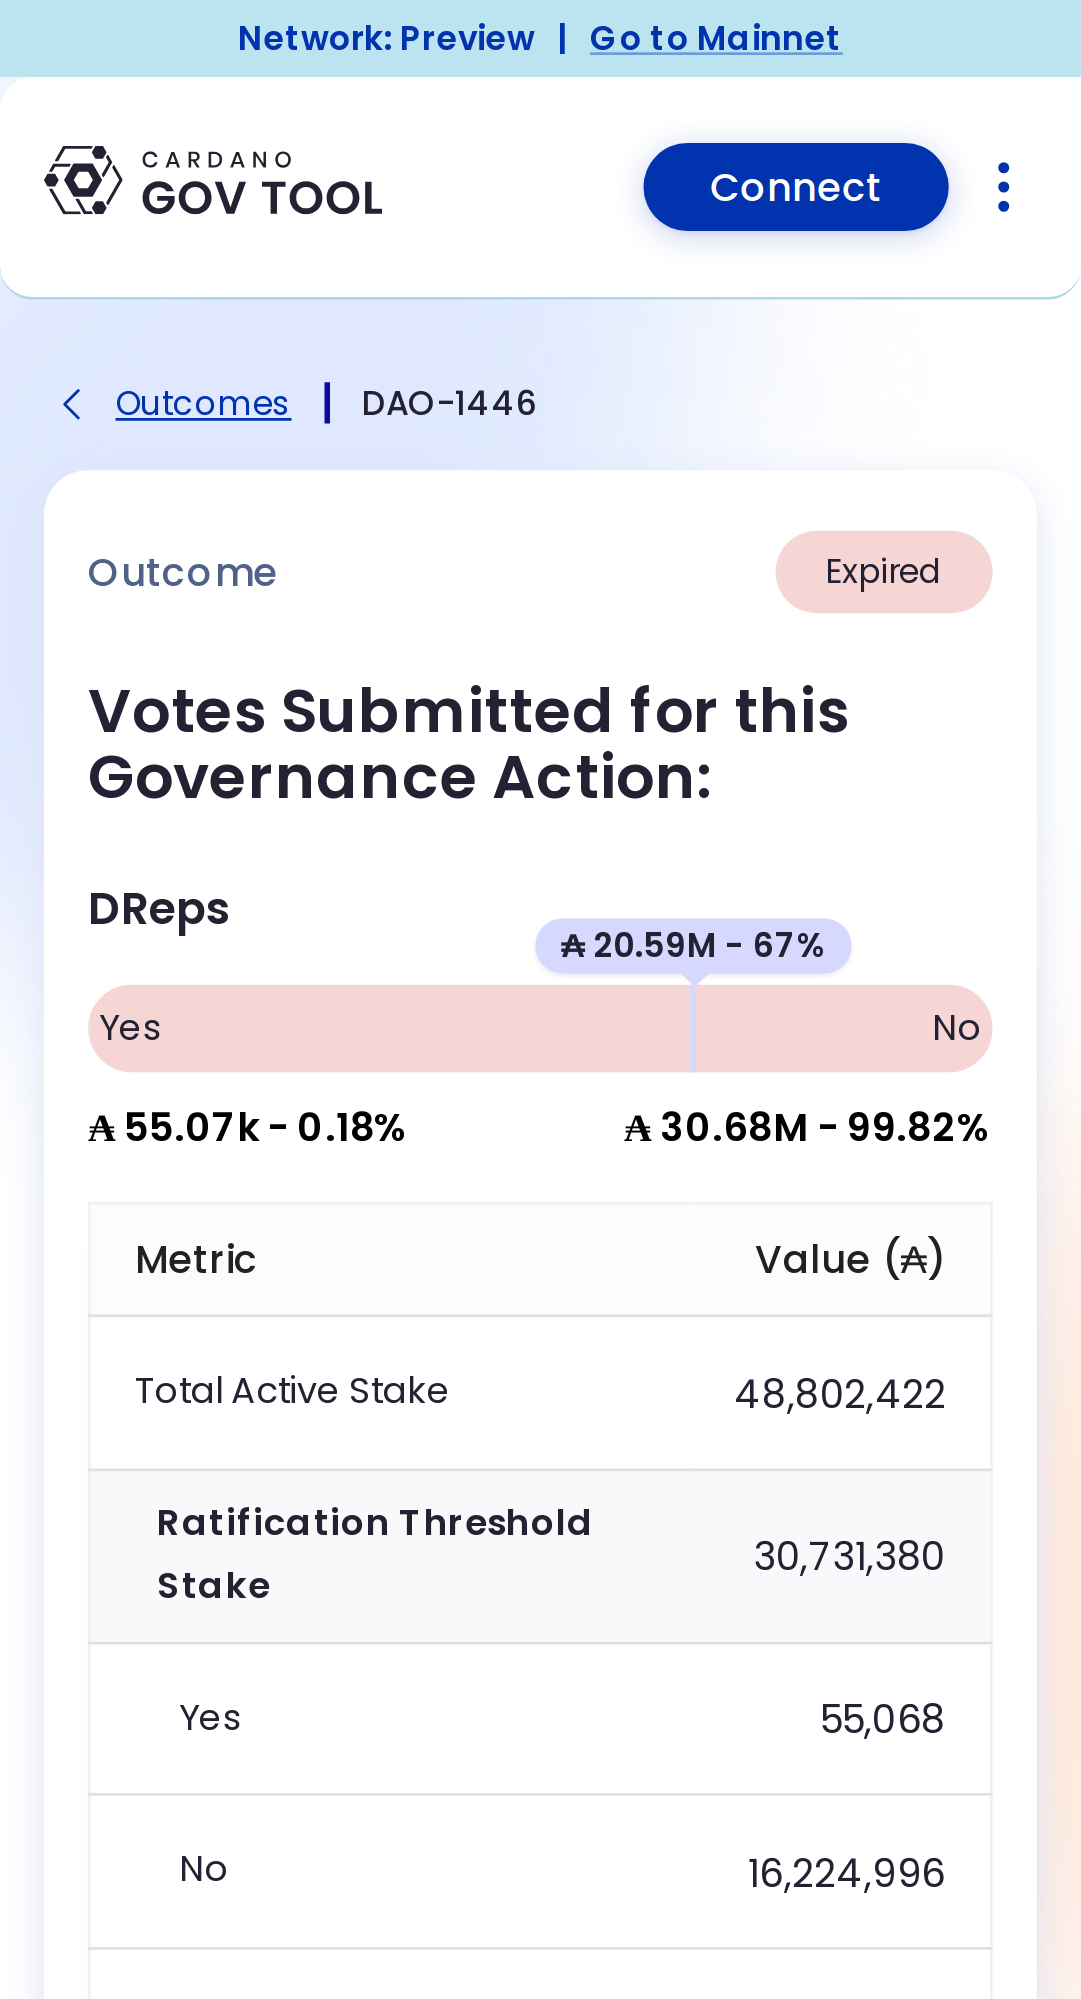 Network: Preview | Go to Mainnet
CARDANO
GOV TOOL
Connect
Outcomes | DAO-1446
Outcome
Expired
Votes Submitted for this
Governance Action:
DReps
₳ 20.59M - 67%
Yes No
₳ 55.07k - 0.18% ₳ 30.68M - 99.82%
Metric Value (₳)
Total Active Stake 48,802,422
Ratification Threshold
Stake 30,731,380
Yes 55,068
No 16,224,996